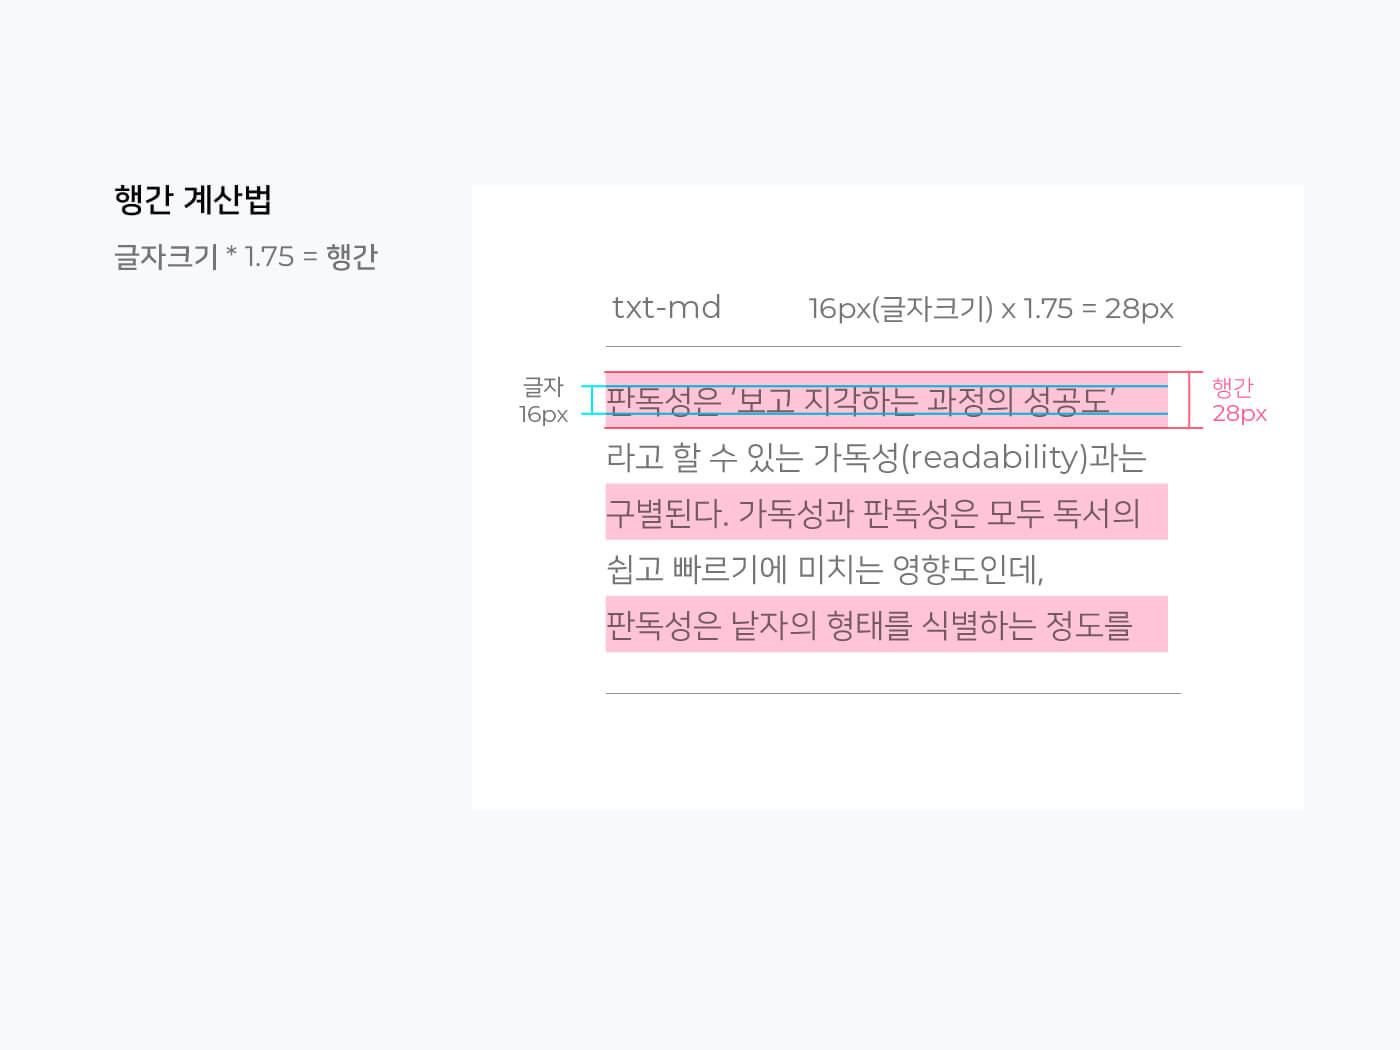 행간 계산법
글자크기 * 1.75 = 행간
txt-md 16px(글자크기) x 1.75 = 28px
글자
16px
판독성은 ‘보고 지각하는 과정의 성공도’
행간
28px
라고 할 수 있는 가독성(readability)과는
구별된다. 가독성과 판독성은 모두 독서의
쉽고 빠르기에 미치는 영향도인데,
판독성은 낱자의 형태를 식별하는 정도를